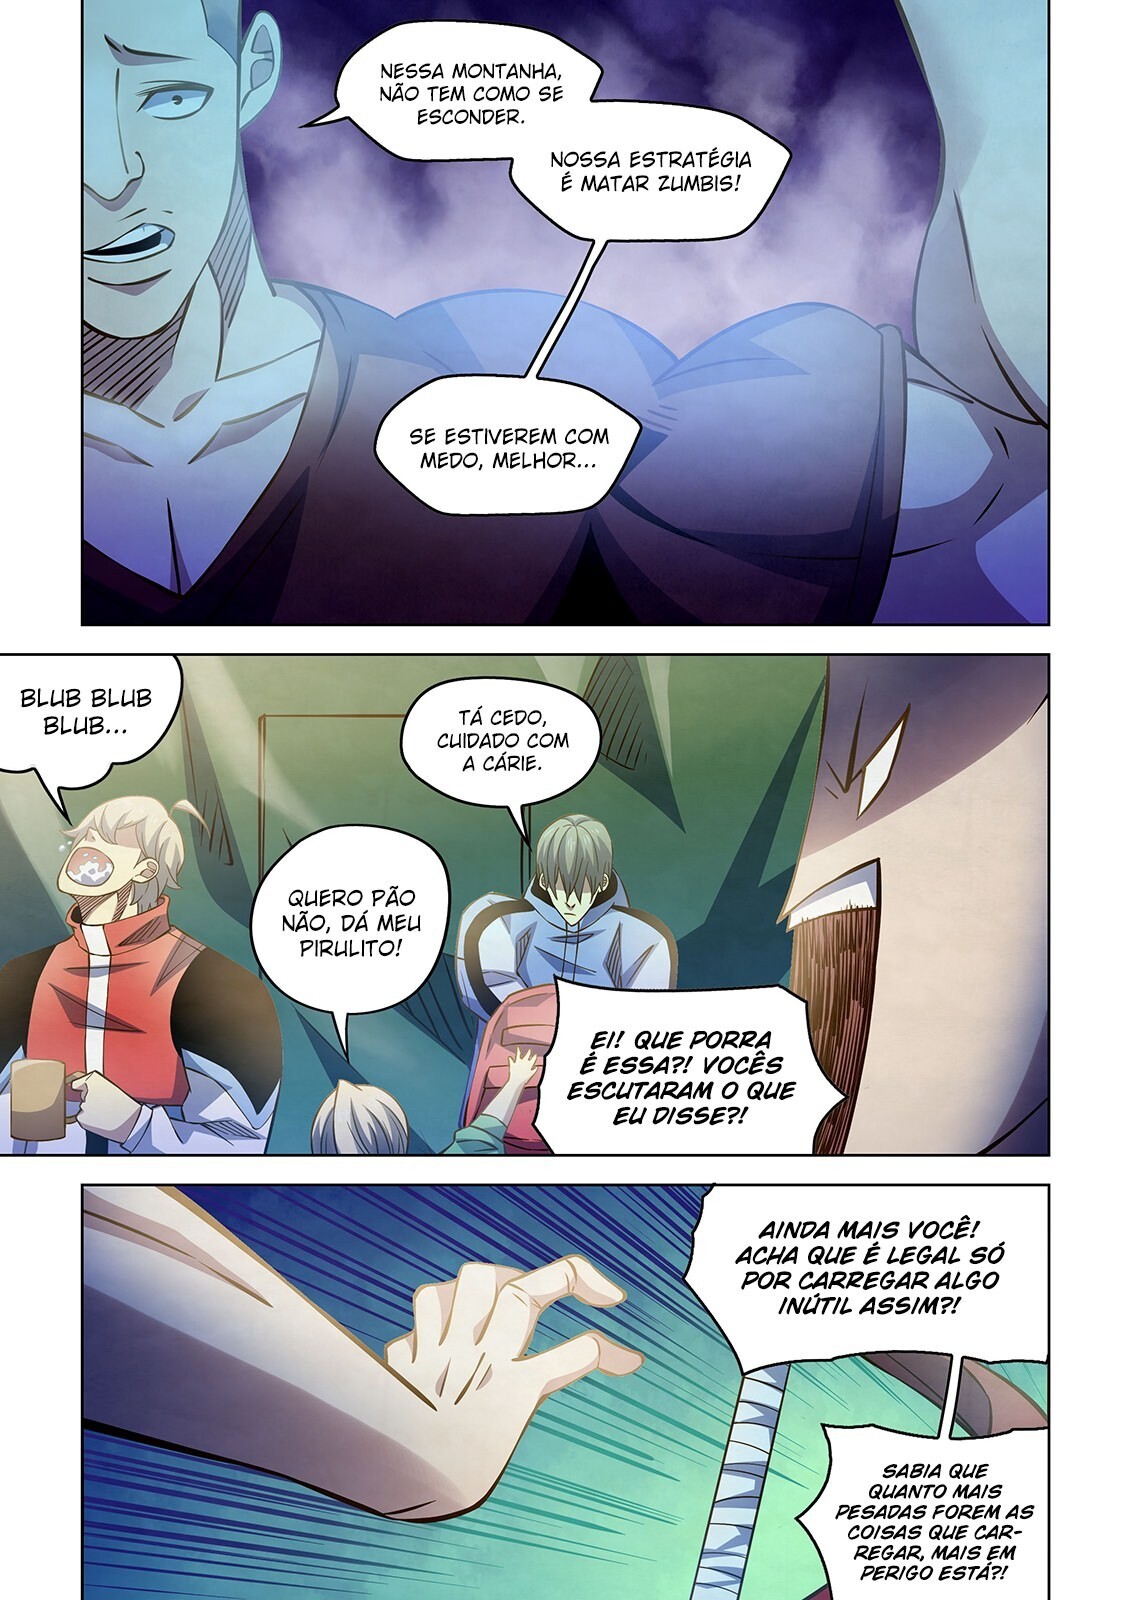 NESSA MONTANHA,
NÃO TEM COMO SE
ESCONDER.
NOSSA ESTRATÉGIA
É MATAR ZUMBIS!
SE ESTIVEREM COM
MEDO, MELHOR...
BLUB BLUB
BLUB...
TÁ CEDO,
CUIDADO COM
A CÁRIE.
QUERO PÃO
NÃO, DÁ MEU
PIRULITO!
EI! QUE PORRA
É ESSA?! VOCÊS
ESCUTARAM O QUE
EU DISSE?!
AINDA MAIS VOCÊ!
ACHA QUE É LEGAL SÓ
POR CARREGAR ALGO
INÚTIL ASSIM?!
SABIA QUE
QUANTO MAIS
PESADAS FOREM AS
COISAS QUE CAR-
REGAR, MAIS EM
PERIGO ESTÁ?!